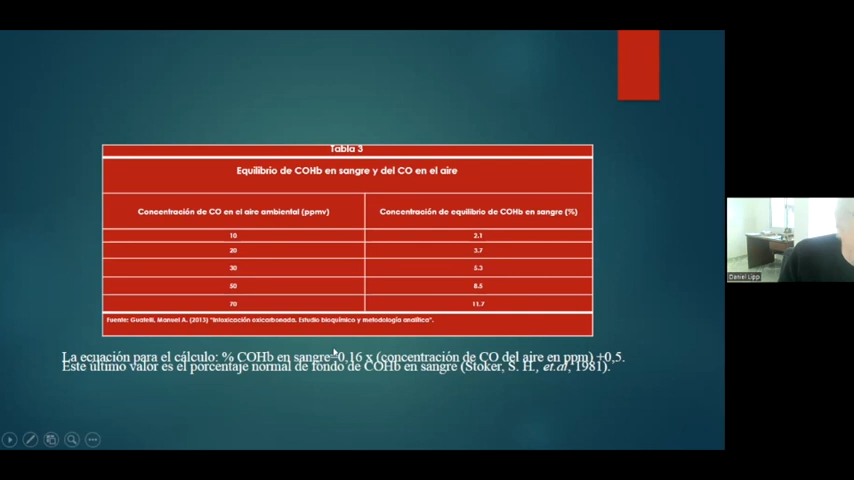 Tabla 3
Equilibrio de COHb en sangre y del CO en el aire
Concentración de CO en el aire ambiental (ppmv) Concentración de equilibrio de COHb en sangre (%)
10 2.1
20 3.7
30 5.3
50 8.5
70 11.7
Fuente: Guatelli, Manuel A. (2015) "Intoxicación oxicarbonada. Estudio bioquímico y metodología analítica".
La ecuación para el cálculo: % COHb en sangre=0,16 x (concentración de CO del aire en ppm) +0,5.
Este último valor es el porcentaje normal de fondo de COHb en sangre (Stoker, S. H., et.al, 1981).
Daniel Lipp